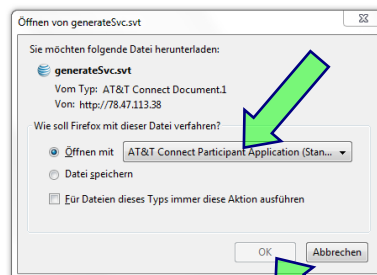 Öffnen von generateSvc.svt
Sie möchten folgende Datei herunterladen:
generateSvc.svt
Vom Typ: AT&T Connect Document.1
Von: http://78.47.113.38
Wie soll Firefox mit dieser Datei verfahren?
Öffnen mit AT&T Connect Participant Application (Stan...
Datei speichern
Für Dateien dieses Typs immer diese Aktion ausführen
OK Abbrechen